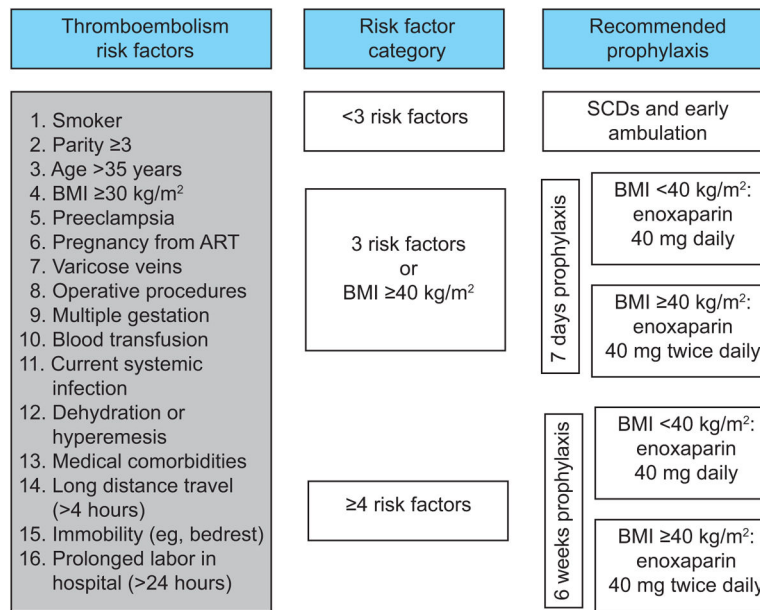 Thromboembolism
risk factors
Risk factor
category
Recommended
prophylaxis
1. Smoker
2. Parity ≥3
3. Age >35 years
4. BMI ≥30 kg/m²
5. Preeclampsia
6. Pregnancy from ART
7. Varicose veins
8. Operative procedures
9. Multiple gestation
10. Blood transfusion
11. Current systemic
infection
12. Dehydration or
hyperemesis
13. Medical comorbidities
14. Long distance travel
(>4 hours)
15. Immobility (eg, bedrest)
16. Prolonged labor in
hospital (>24 hours)
<3 risk factors
SCDs and early
ambulation
3 risk factors
or
BMI ≥40 kg/m²
7 days prophylaxis
BMI <40 kg/m²:
enoxaparin
40 mg daily
BMI ≥40 kg/m²:
enoxaparin
40 mg twice daily
≥4 risk factors
6 weeks prophylaxis
BMI <40 kg/m²:
enoxaparin
40 mg daily
BMI ≥40 kg/m²:
enoxaparin
40 mg twice daily